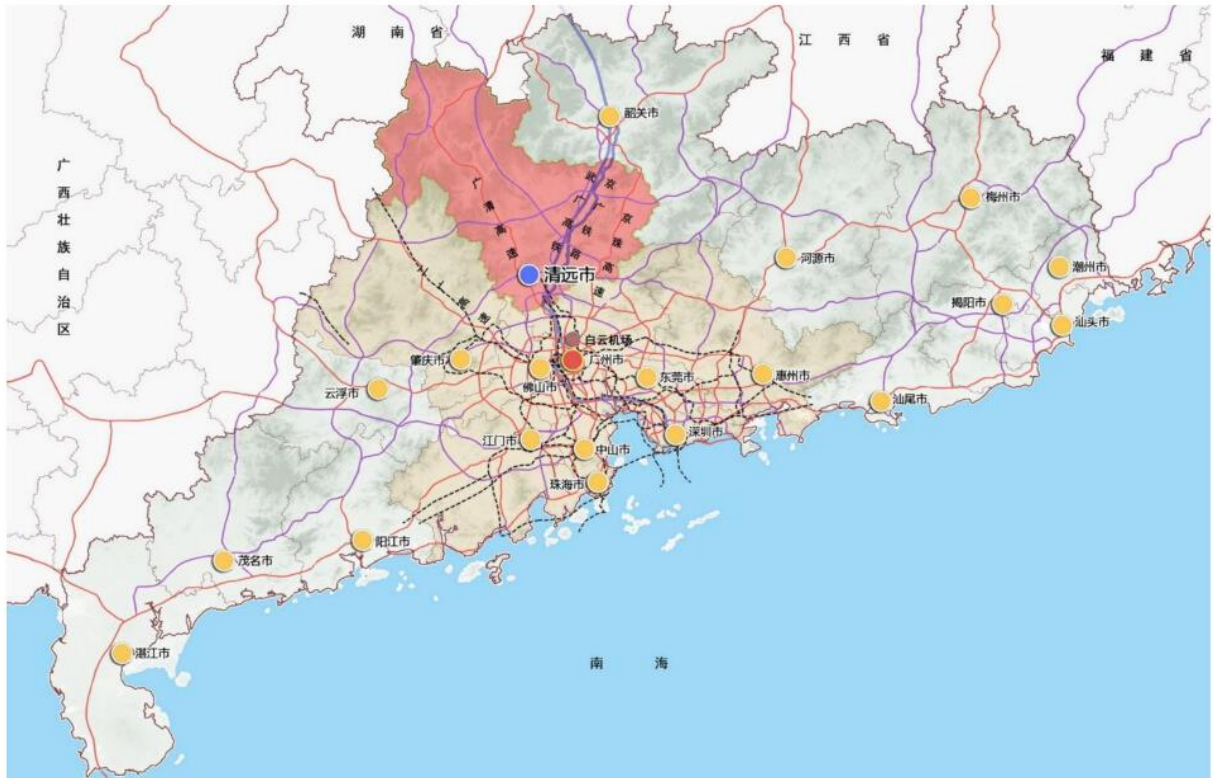 湖南省
江西省
福建省
广西壮族自治区
韶关市
梅州市
河源市
潮州市
揭阳市
汕头市
汕尾市
清远市
广清高速
武广高铁
京广铁路
京珠高速
白云机场
广州市
肇庆市
佛山市
东莞市
惠州市
云浮市
江门市
中山市
深圳市
珠海市
阳江市
茂名市
湛江市
南海